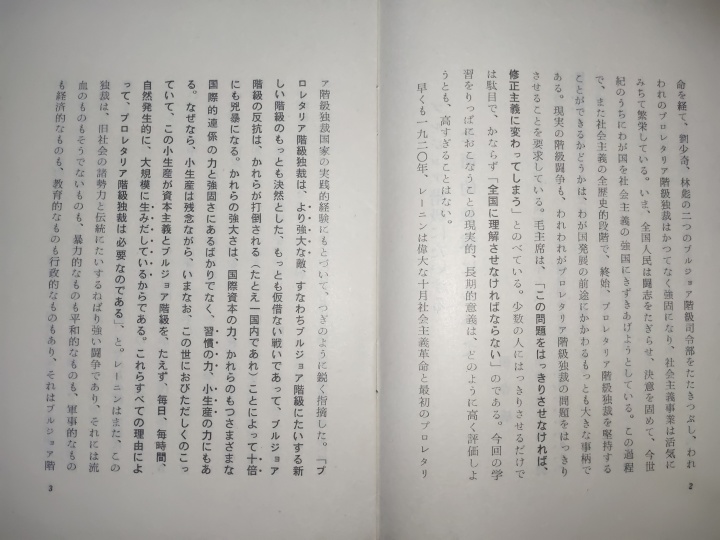 命を経て、劉少奇、林彪の二つのブルジョア階級司令部をたたきつぶし、われ
われのプロレタリア階級独裁はかつてなく強固になり、社会主義事業は活気に
みちて繁栄している。いま、全国人民は闘志をたぎらせ、決意を固めて、今世
紀のうちにわが国を社会主義の強国にきずきあげようとしている。この過程
で、また社会主義の全歴史的段階で、終始、プロレタリア階級独裁を堅持する
ことができるかどうかは、わが国発展の前途にかかわるもっとも大きな事柄で
ある。現実の階級闘争も、われわれがプロレタリア階級独裁の問題をはっきり
させることを要求している。毛主席は、「この問題をはっきりさせなければ、
修正主義に変わってしまう」とのべている。少数の人にはっきりさせるだけで
は駄目で、かならず「全国に理解させなければならない」のである。今回の学
習をりっぱにおこなうことの現実的、長期的意義は、どのように高く評価しよ
うとも、高すぎることはない。
早くも一九二〇年、レーニンは偉大な十月社会主義革命と最初のプロレタリ
2
ア階級独裁国家の実践的経験にもとづいて、つぎのように鋭く指摘した。「プ
ロレタリア階級独裁は、より強大な敵、すなわちブルジョア階級にたいする新
しい階級のもっとも決然とした、もっとも仮借ない戦いであって、ブルジョア
階級の反抗は、かれらが打倒される（たとえ一国内であれ）ことによって十倍
にも兇暴になる。かれらの強大さは、国際資本の力、かれらのもつさまざまな
国際的連係の力と強固さにあるばかりでなく、習慣の力、小生産の力にもあ
る。なぜなら、小生産は残念ながら、いまなお、この世におびただしくのこっ
ていて、この小生産が資本主義とブルジョア階級を、たえず、毎日、毎時間、
自然発生的に、大規模に生みだしているからである。これらすべての理由によ
って、プロレタリア階級独裁は必要なのである」、と。レーニンはまた、この
独裁は、旧社会の諸勢力と伝統にたいするねばり強い闘争であり、それには流
血のものもそうでないものも、暴力的なものも平和的なものも、軍事的なもの
も経済的なものも、教育的なものも行政的なものもあり、それはブルジョア階
3